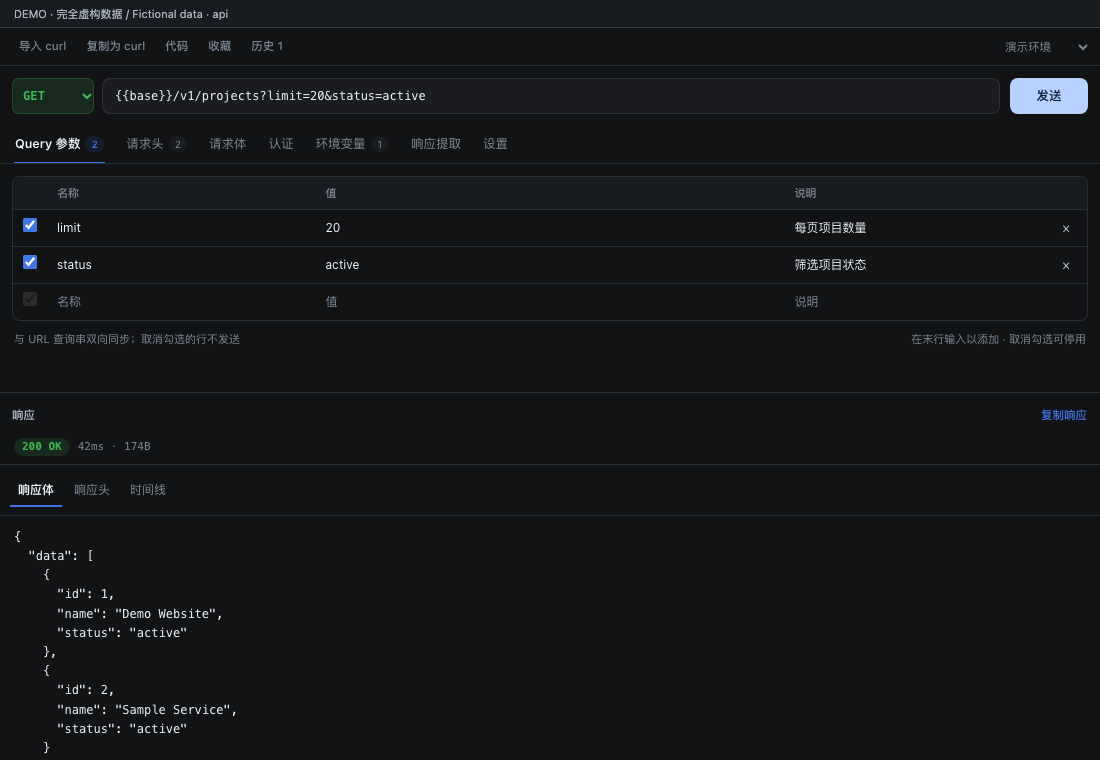 DEMO · 完全虚构数据 / Fictional data · api
导入 curl 复制为 curl 代码 收藏 历史 1 演示环境
GET {{base}}/v1/projects?limit=20&status=active 发送
Query 参数 2 请求头 2 请求体 认证 环境变量 1 响应提取 设置
名称 值 说明
limit 20 每页项目数量 ×
status active 筛选项目状态 ×
名称 值 说明
与 URL 查询串双向同步；取消勾选的行不发送 在末行输入以添加 · 取消勾选可停用
响应 复制响应
200 OK 42ms · 174B
响应体 响应头 时间线
{
"data": [
{
"id": 1,
"name": "Demo Website",
"status": "active"
},
{
"id": 2,
"name": "Sample Service",
"status": "active"
}